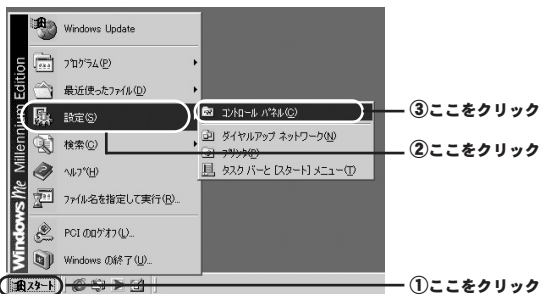 Windows Update
プログラム(P)
最近使ったファイル(D)
設定(S)
検索(C)
ヘルプ(H)
ファイル名を指定して実行(R)...
PCI のログオフ(L)...
Windows の終了(U)...
Windows Me Millennium Edition
コントロール パネル(C)
ダイヤルアップ ネットワーク(N)
プリンタ(P)
タスク バーと [スタート] メニュー(T)
スタート
③ここをクリック
②ここをクリック
①ここをクリック